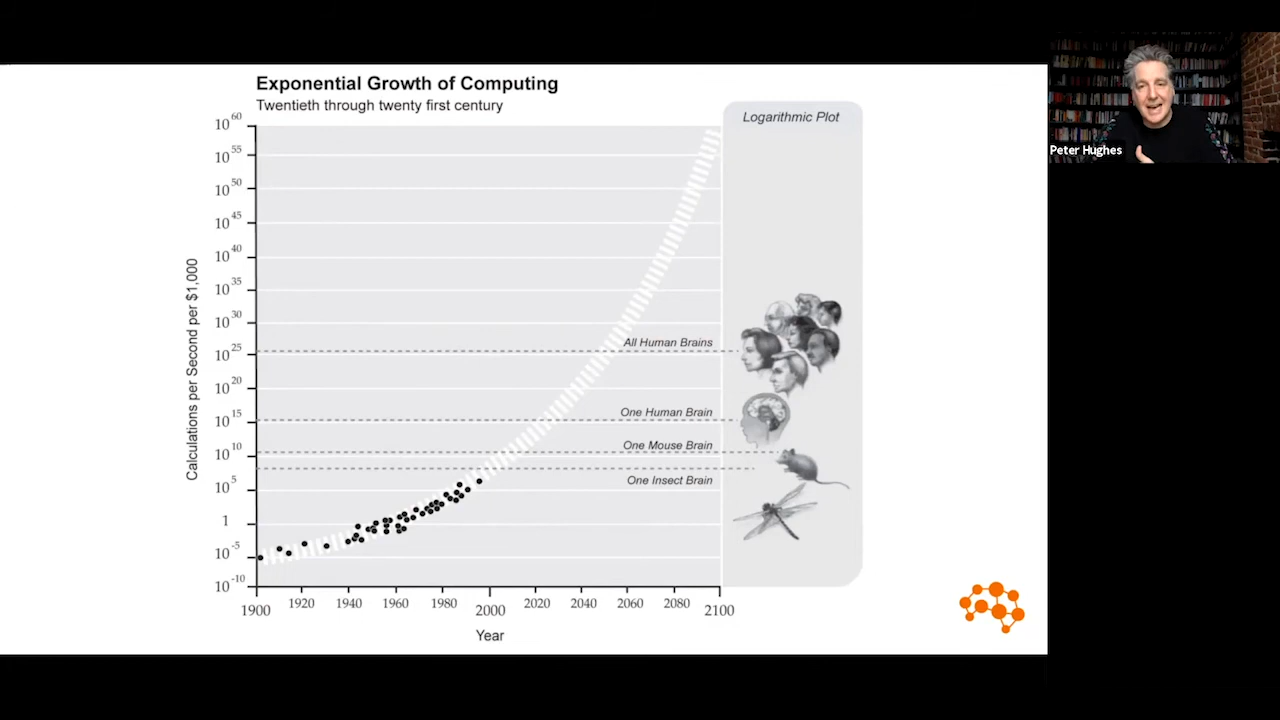 Exponential Growth of Computing
Twentieth through twenty first century
Logarithmic Plot
Peter Hughes
Calculations per Second per $1,000
10^60
10^55
10^50
10^45
10^40
10^35
10^30
10^25
10^20
10^15
10^10
10^5
1
10^-5
10^-10
All Human Brains
One Human Brain
One Mouse Brain
One Insect Brain
1900 1920 1940 1960 1980 2000 2020 2040 2060 2080 2100
Year